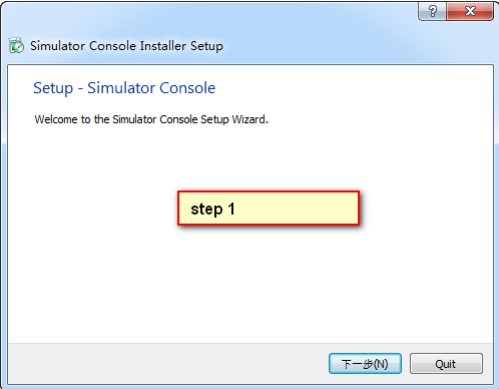 Simulator Console Installer Setup
Setup - Simulator Console
Welcome to the Simulator Console Setup Wizard.
step 1
下一步(N)
Quit